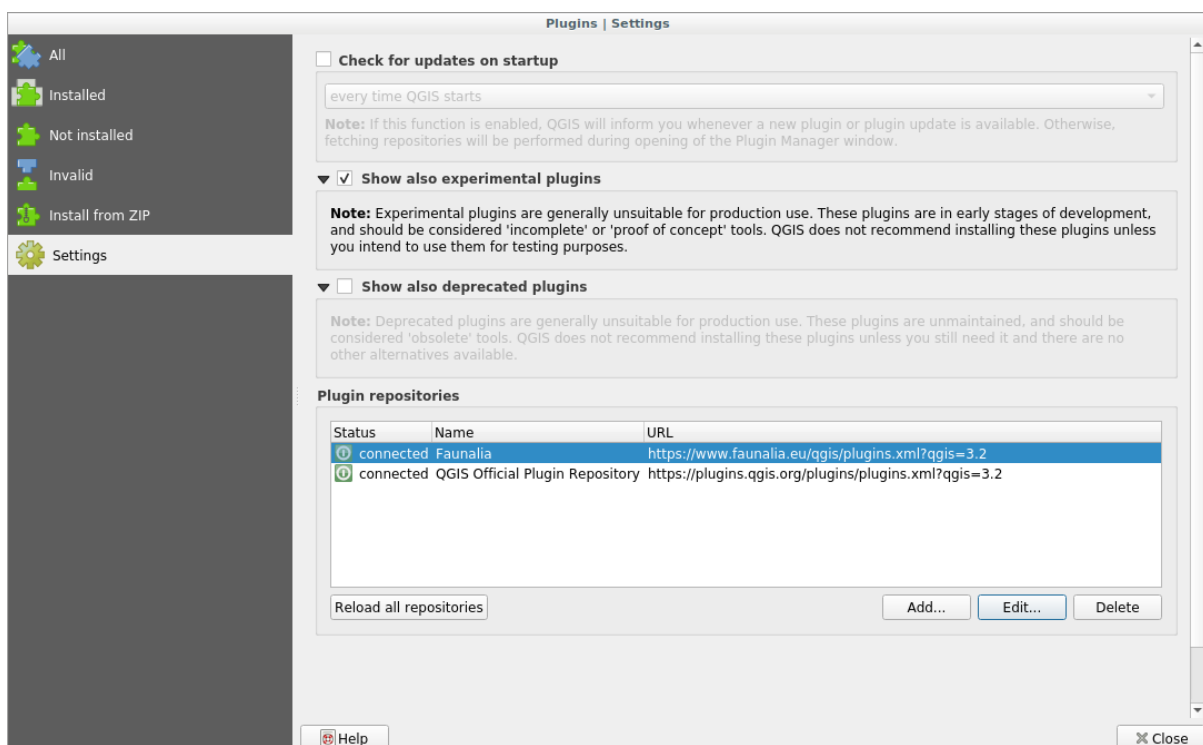 Plugins | Settings
All
Installed
Not installed
Invalid
Install from ZIP
Settings
Check for updates on startup
every time QGIS starts
Note: If this function is enabled, QGIS will inform you whenever a new plugin or plugin update is available. Otherwise,
fetching repositories will be performed during opening of the Plugin Manager window.
Show also experimental plugins
Note: Experimental plugins are generally unsuitable for production use. These plugins are in early stages of development,
and should be considered 'incomplete' or 'proof of concept' tools. QGIS does not recommend installing these plugins unless
you intend to use them for testing purposes.
Show also deprecated plugins
Note: Deprecated plugins are generally unsuitable for production use. These plugins are unmaintained, and should be
considered 'obsolete' tools. QGIS does not recommend installing these plugins unless you still need it and there are no
other alternatives available.
Plugin repositories
Status Name URL
connected Faunalia https://www.faunalia.eu/qgis/plugins.xml?qgis=3.2
connected QGIS Official Plugin Repository https://plugins.qgis.org/plugins/plugins.xml?qgis=3.2
Reload all repositories Add... Edit... Delete
Help Close